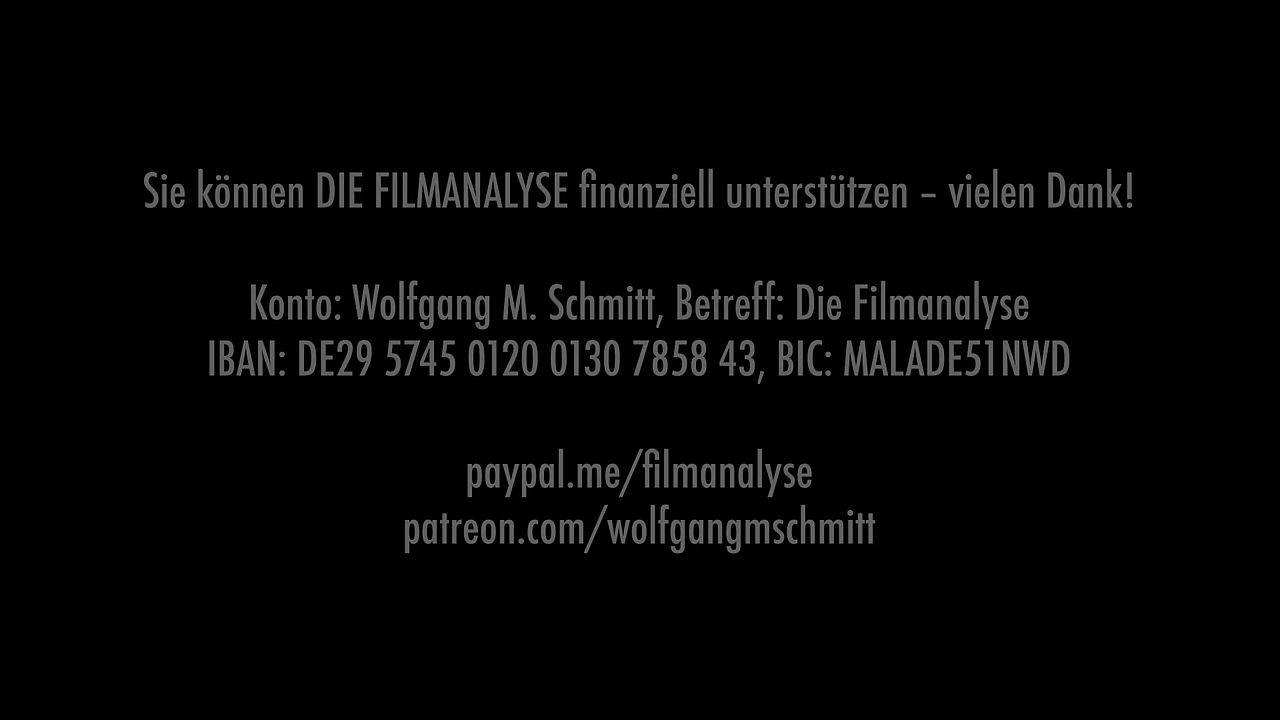 Sie können DIE FILMANALYSE finanziell unterstützen – vielen Dank!
Konto: Wolfgang M. Schmitt, Betreff: Die Filmanalyse
IBAN: DE29 5745 0120 0130 7858 43, BIC: MALADE51NWD
paypal.me/filmanalyse
patreon.com/wolfgangmschmitt